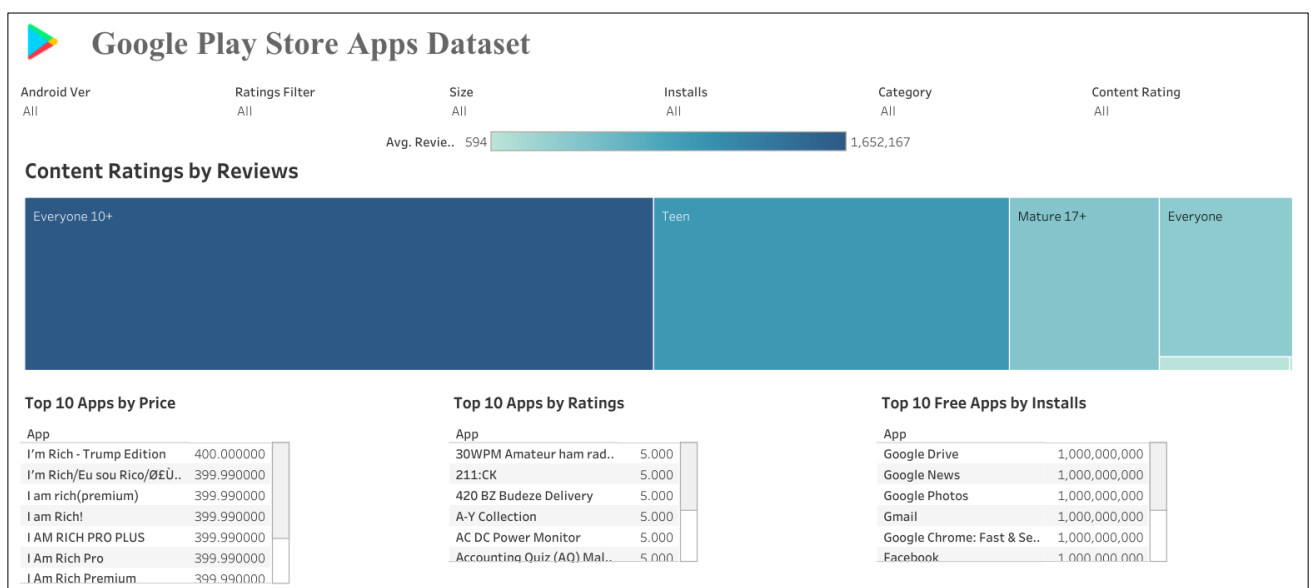 Google Play Store Apps Dataset
Android Ver Ratings Filter Size Installs Category Content Rating
All All All All All All
Avg. Revie.. 594 1,652,167
Content Ratings by Reviews
Everyone 10+ Teen Mature 17+ Everyone
Top 10 Apps by Price
App
I'm Rich - Trump Edition 400.000000
I'm Rich/Eu sou Rico/Ø£Ù.. 399.990000
I am rich(premium) 399.990000
I am Rich! 399.990000
I AM RICH PRO PLUS 399.990000
I Am Rich Pro 399.990000
I Am Rich Premium 399.990000
Top 10 Apps by Ratings
App
30WPM Amateur ham rad.. 5.000
211:CK 5.000
420 BZ Budeze Delivery 5.000
A-Y Collection 5.000
AC DC Power Monitor 5.000
Accounting Quiz (AQ) Mal.. 5.000
Top 10 Free Apps by Installs
App
Google Drive 1,000,000,000
Google News 1,000,000,000
Google Photos 1,000,000,000
Gmail 1,000,000,000
Google Chrome: Fast & Se.. 1,000,000,000
Facebook 1,000,000,000